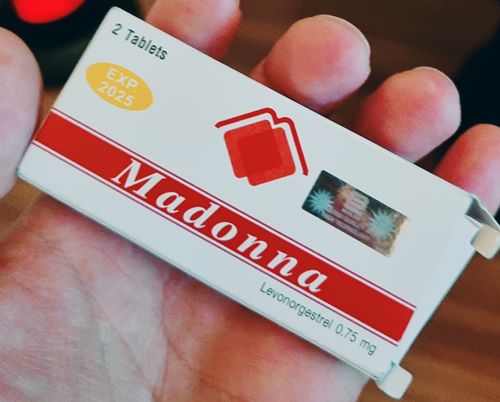 2 Tablets
EXP
2025
Madonna
Levonorgestrel 0.75 mg